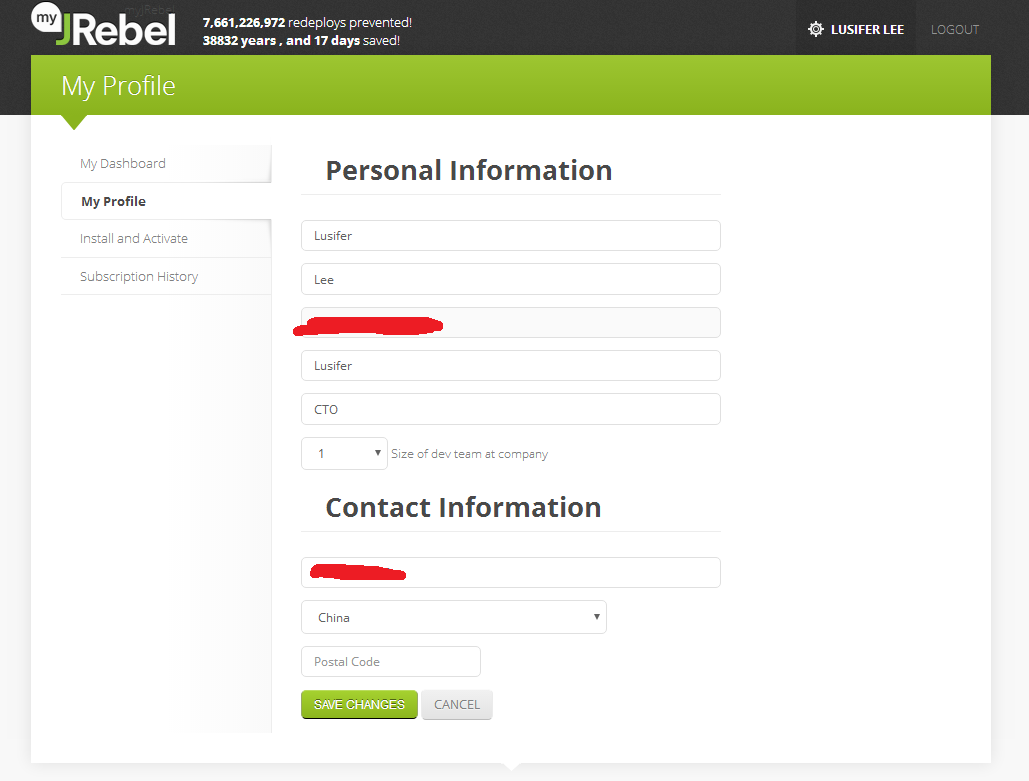 myJRebel
my JRebel
7,661,226,972 redeploys prevented!
38832 years , and 17 days saved!
LUSIFER LEE
LOGOUT
My Profile
My Dashboard
My Profile
Install and Activate
Subscription History
Personal Information
Lusifer
Lee
Lusifer
CTO
1 Size of dev team at company
Contact Information
China
Postal Code
SAVE CHANGES
CANCEL